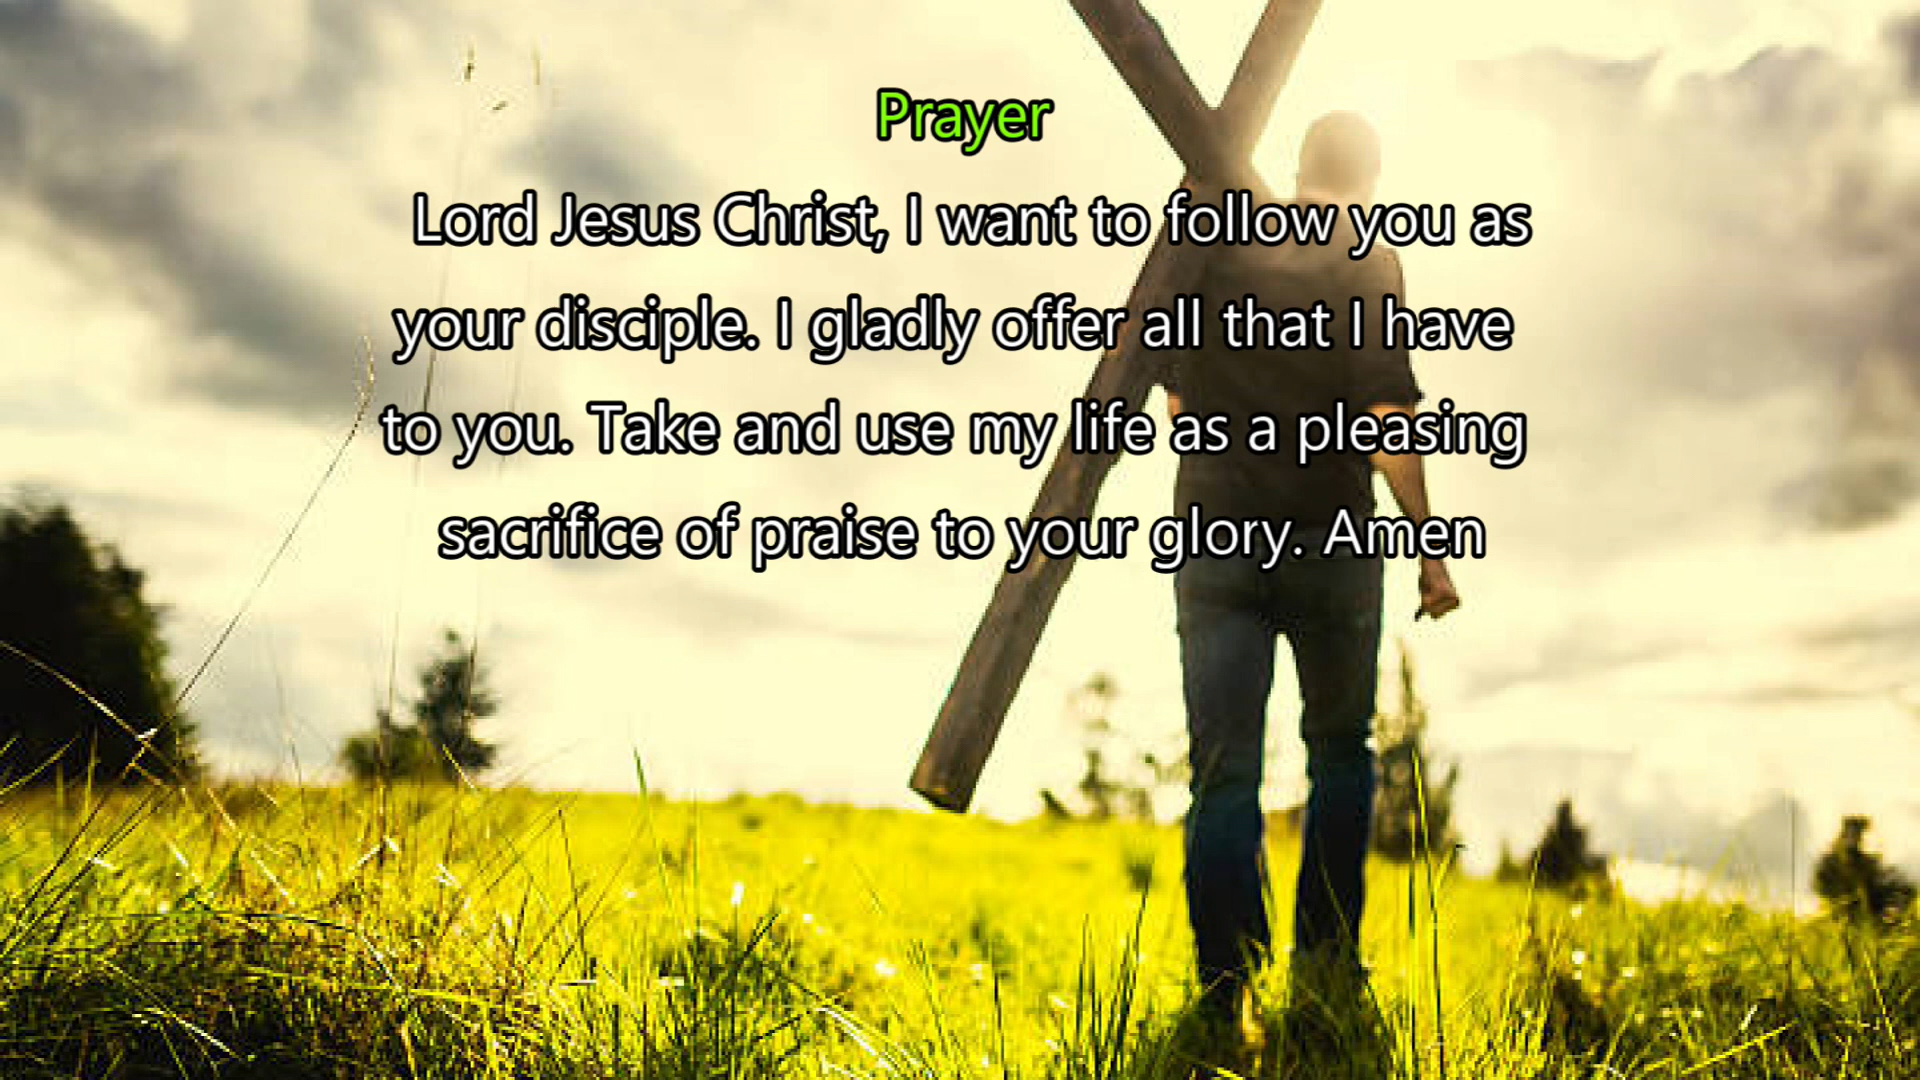 Prayer
Lord Jesus Christ, I want to follow you as
your disciple. I gladly offer all that I have
to you. Take and use my life as a pleasing
sacrifice of praise to your glory. Amen